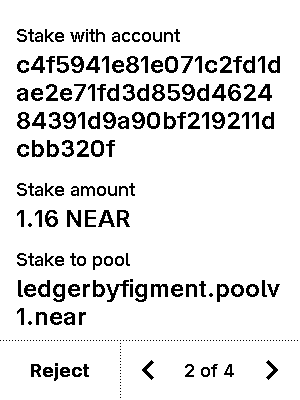 Stake with account
c4f5941e81e071c2fd1d
ae2e71fd3d859d4624
84391d9a90bf219211d
cbb320f
Stake amount
1.16 NEAR
Stake to pool
ledgerbyfigment.poolv
1.near
Reject
2 of 4